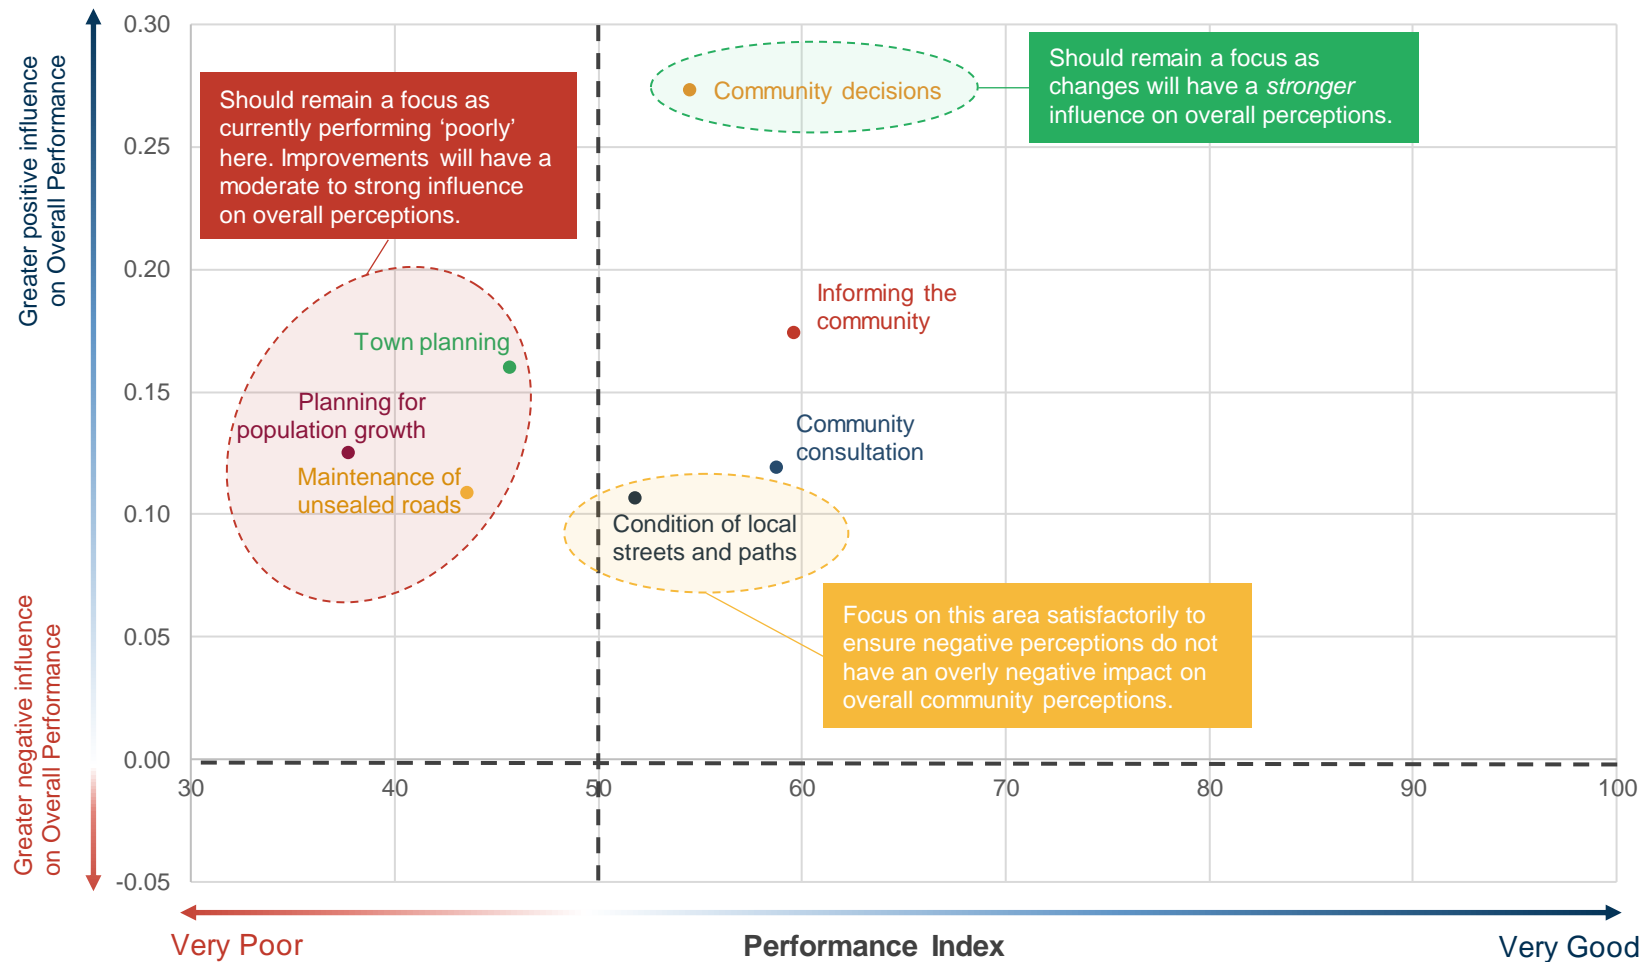 Greater positive influence
on Overall Performance
Greater negative influence
on Overall Performance
0.30
0.25
0.20
0.15
0.10
0.05
0.00
-0.05
Should remain a focus as
currently performing ‘poorly’
here. Improvements will have a
moderate to strong influence
on overall perceptions.
Community decisions
Should remain a focus as
changes will have a stronger
influence on overall perceptions.
Informing the
community
Town planning
Planning for
population growth
Community
consultation
Maintenance of
unsealed roads
Condition of local
streets and paths
Focus on this area satisfactorily to
ensure negative perceptions do not
have an overly negative impact on
overall community perceptions.
30
40
50
60
70
80
90
100
Very Poor
Performance Index
Very Good